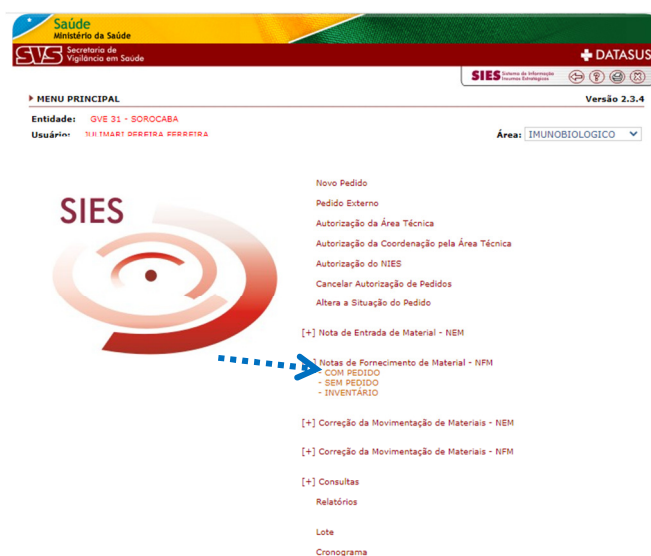 Saúde
Ministério da Saúde
SVS Secretaria de
Vigilância em Saúde
DATASUS
SIES Sistema de Informação
Insumos Estratégicos
MENU PRINCIPAL
Versão 2.3.4
Entidade: GVE 31 - SOROCABA
Usuário: JULIMARI PEREIRA FERREIRA
Área: IMUNOBIOLOGICO
SIES
Novo Pedido
Pedido Externo
Autorização da Área Técnica
Autorização da Coordenação pela Área Técnica
Autorização do NIES
Cancelar Autorização de Pedidos
Altera a Situação do Pedido
[+] Nota de Entrada de Material - NEM
] Notas de Fornecimento de Material - NFM
- COM PEDIDO
- SEM PEDIDO
- INVENTÁRIO
[+] Correção da Movimentação de Materiais - NEM
[+] Correção da Movimentação de Materiais - NFM
[+] Consultas
Relatórios
Lote
Cronograma